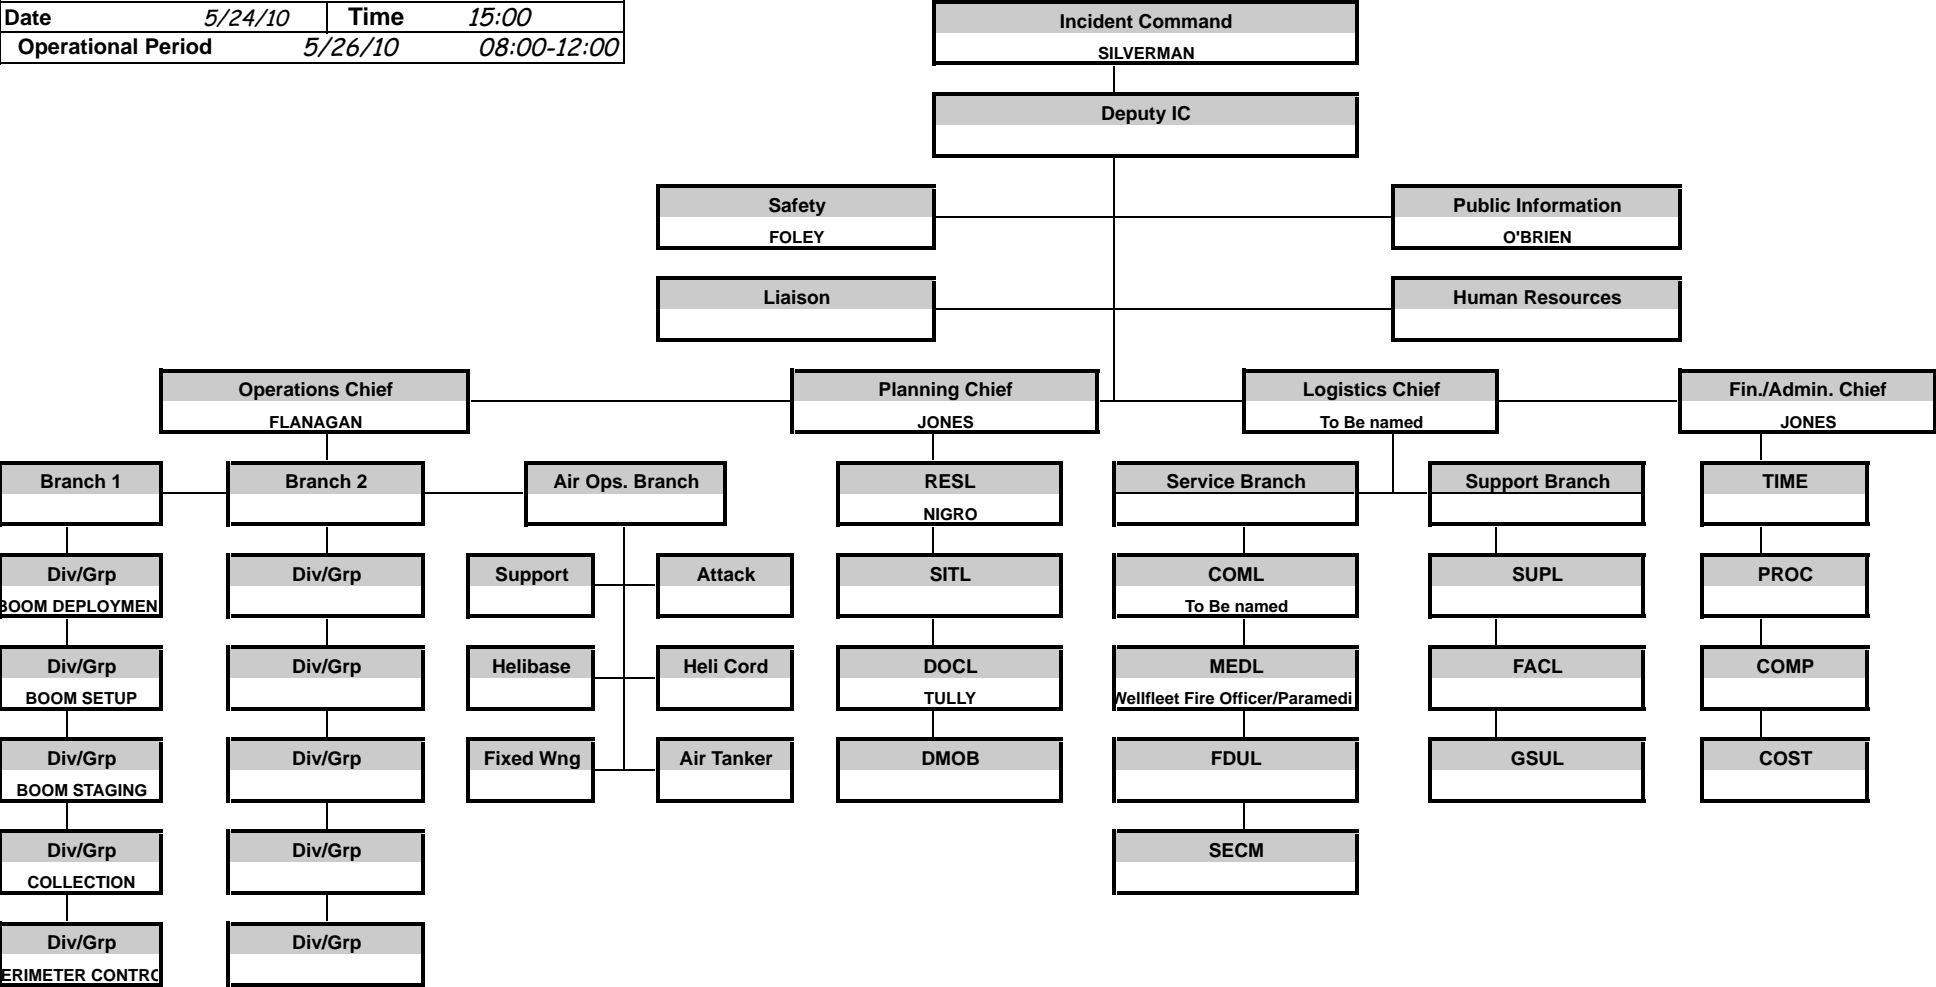 Date 5/24/10 Time 15:00
Operational Period 5/26/10 08:00-12:00
Incident Command
SILVERMAN
Deputy IC
Safety
FOLEY
Public Information
O'BRIEN
Liaison
Human Resources
Operations Chief
FLANAGAN
Planning Chief
JONES
Logistics Chief
To Be named
Fin./Admin. Chief
JONES
Branch 1
Branch 2
Air Ops. Branch
RESL
NIGRO
Service Branch
Support Branch
TIME
Div/Grp
BOOM DEPLOYMEN
Div/Grp
Support
Attack
SITL
COML
To Be named
SUPL
PROC
Div/Grp
BOOM SETUP
Div/Grp
Helibase
Heli Cord
DOCL
TULLY
MEDL
Wellfleet Fire Officer/Paramedi
FACL
COMP
Div/Grp
BOOM STAGING
Div/Grp
Fixed Wng
Air Tanker
DMOB
FDUL
GSUL
COST
Div/Grp
COLLECTION
Div/Grp
SECM
Div/Grp
ERIMETER CONTRO
Div/Grp